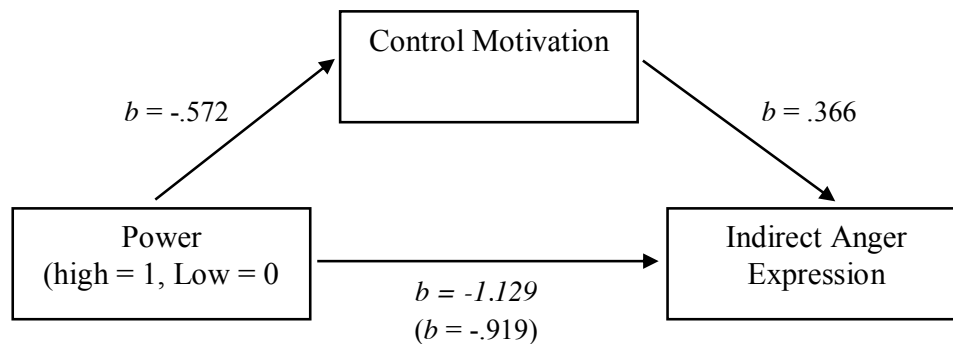 Control Motivation
b = -.572
b = .366
Power
(high = 1, Low = 0
Indirect Anger
Expression
b = -1.129
(b = -.919)